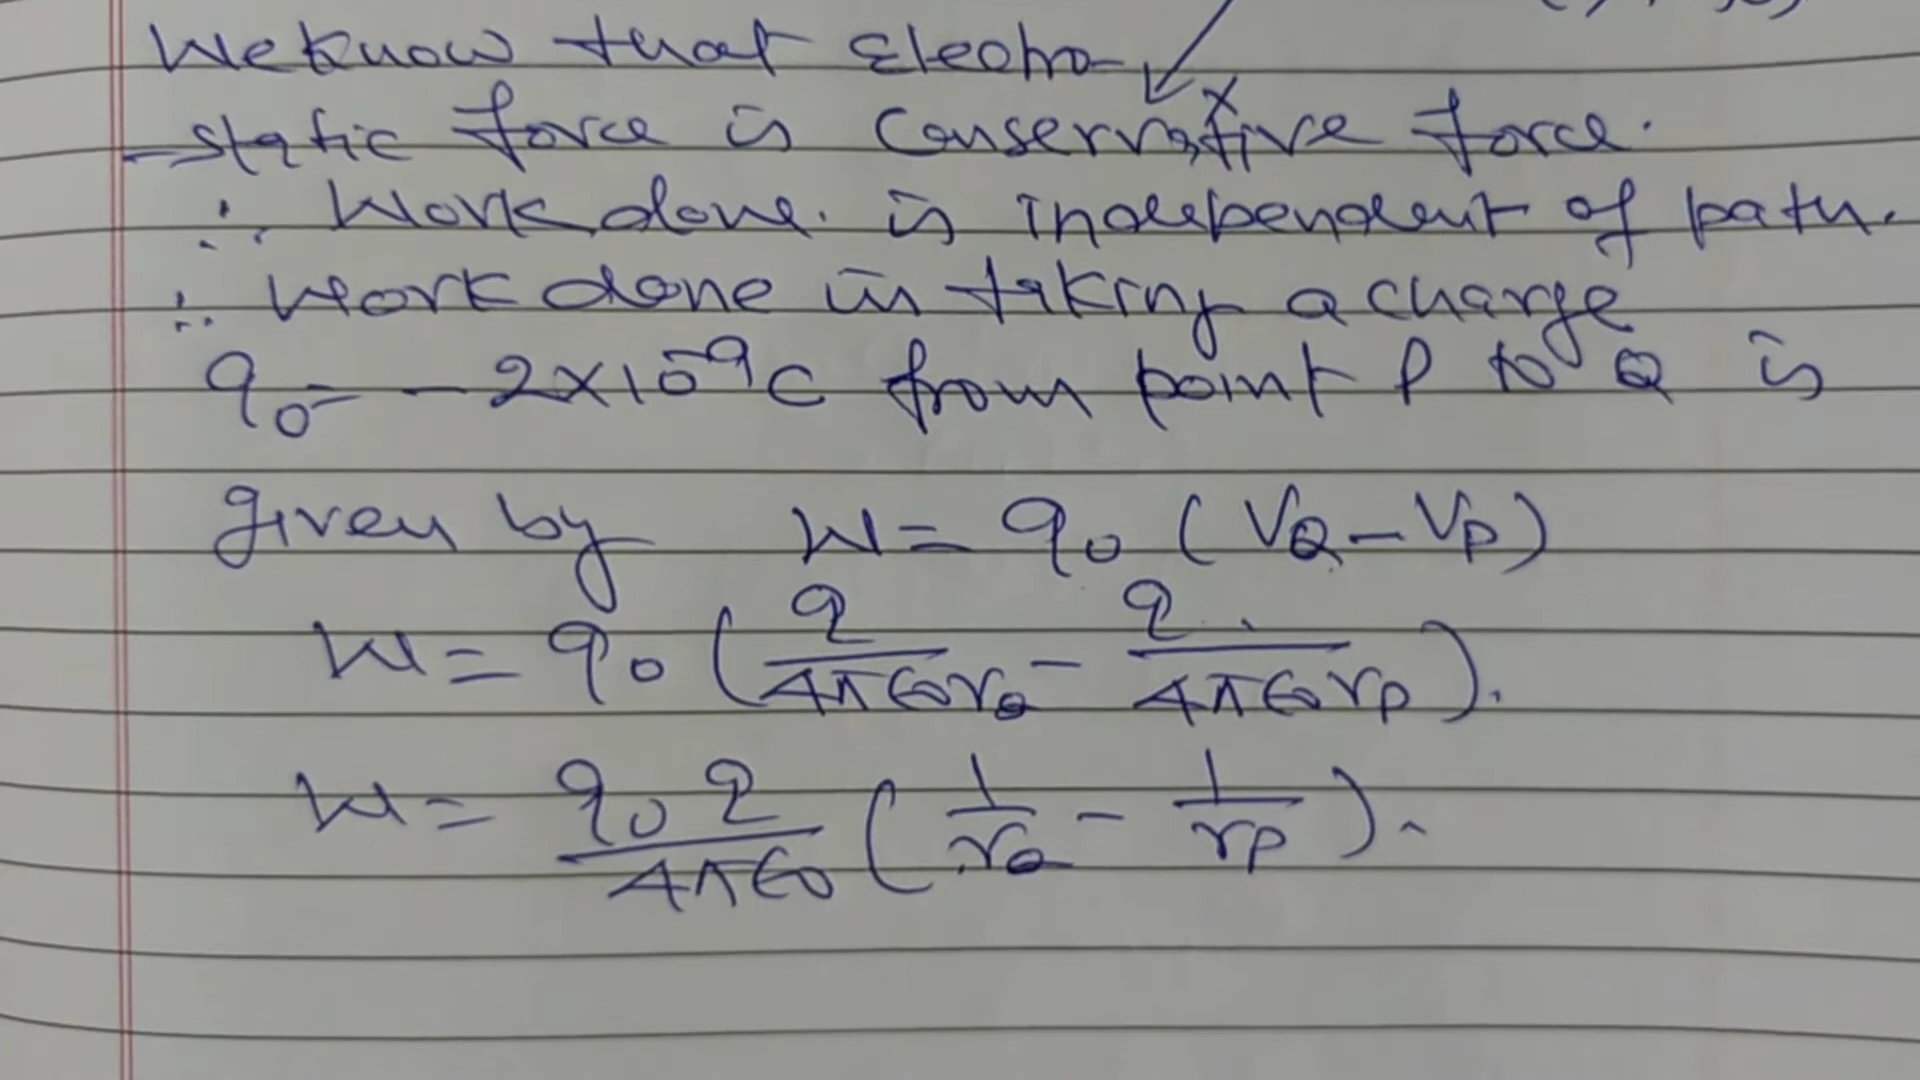 We know that Electro
-static force is Conservative force.
∴ Work done. is independent of path.
∴ Work done in taking a charge
q₀ = -2×10⁻⁹C from point P to Q is
given by W = q₀ (V_Q - V_P)
W = q₀ (q/4πε₀r_Q - q/4πε₀r_P).
W = q₀q/4πε₀ (1/r_Q - 1/r_P).